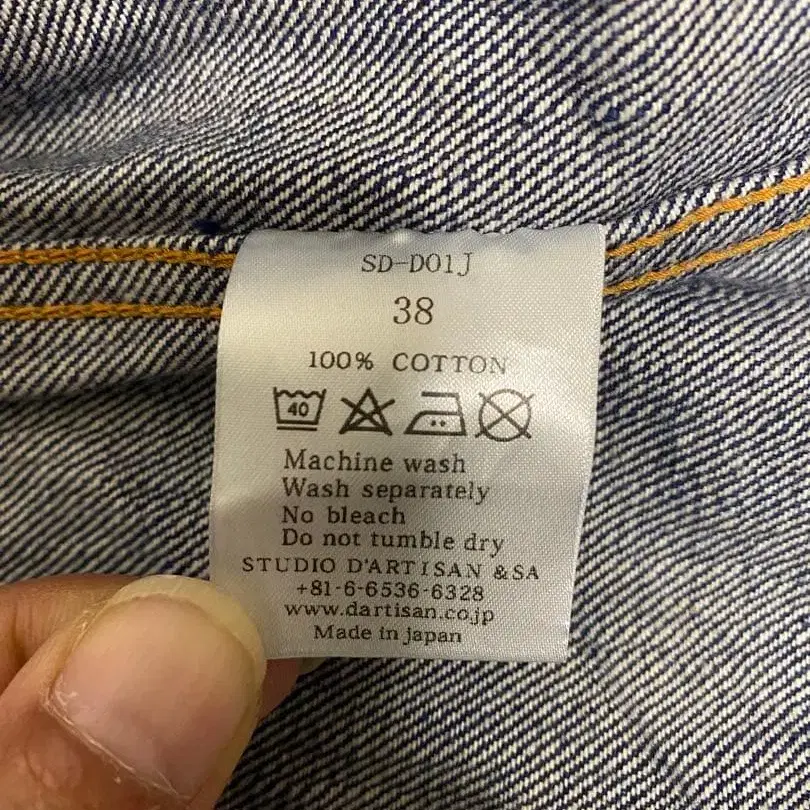 SD-D01J
38
100% COTTON
40
Machine wash
Wash separately
No bleach
Do not tumble dry
STUDIO D'ARTISAN &SA
+81-6-6536-6328
www.dartisan.co.jp
Made in japan